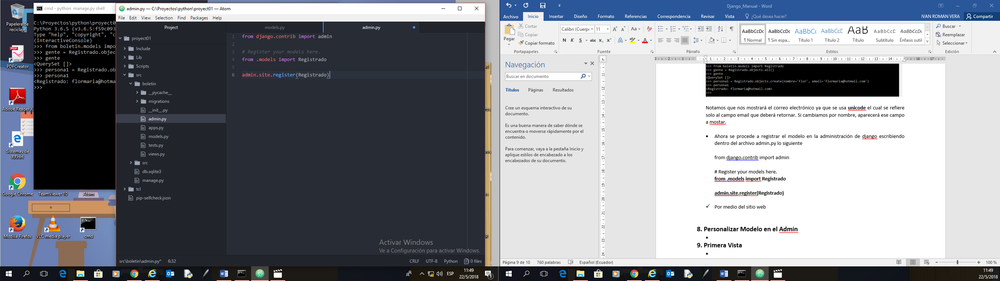 Papelera de
reciclaje
PDFCreator
Adobe Reader X
Sistemas de
RRHH
Google Chrome
TeamViewer 10
Atom
Mozilla Firefox
VLC media player
cmd
cmd - python  manage.py shell
C:\Proyectos\python\proyect0
Python 3.6.5 (v3.6.5:f59c093
Type "help", "copyright", "c
(InteractiveConsole)
>>> from boletin.models impo
>>> gente = Registrado.objec
>>> gente
<QuerySet []>
>>> persona1 = Registrado.ob
>>> persona1
<Registrado: flormaria@hotma
>>>
admin.py — C:\Proyectos\python\proyect01 — Atom
File Edit View Selection Find Packages Help
Project
proyect01
Include
Lib
Scripts
src
boletin
__pycache__
migrations
__init__.py
admin.py
apps.py
models.py
tests.py
views.py
src
db.sqlite3
manage.py
tcl
pip-selfcheck.json
models.py
admin.py
1 from django.contrib import admin
2
3 # Register your models here.
4 from .models import Registrado
5
6 admin.site.register(Registrado)
Activar Windows
Ve a Configuración para activar Windows.
src\boletin\admin.py* 6:32
CRLF UTF-8 Python 0 files
ESP
11:49
22/5/2018
1
Django_Manual - Word
Archivo Inicio Insertar Diseño Formato Referencias Correspondencia Revisar Vista ¿Qué desea hacer? IVAN ROMAN VERA Compartir
Pegar
Cortar
Copiar
Copiar formato
Portapapeles
Calibri (Cuerpo 11
N K S abc x₂ x²
Fuente
Párrafo
AaBbCcDc AaBbCcDc AaBbCc AaBbCcD AaB AaBbCcD AaBbCcDc
¶ Normal ¶ Sin espa... Título 1 Título 2 Título Subtítulo Énfasis sutil
Estilos
Buscar
Reemplazar
Seleccionar
Edición
Navegación
Buscar en documento
Títulos Páginas Resultados
Cree un esquema interactivo de su
documento.
Es una buena manera de saber dónde se
encuentra o moverse rápidamente por el
contenido.
Para comenzar, vaya a la pestaña Inicio y
aplique estilos de encabezado a los
encabezados de su documento.
>>> from boletin.models import Registrado
>>> gente = Registrado.objects.all()
>>> gente
<QuerySet []>
>>> persona1 = Registrado.objects.create(nombre='Flor', email='flormaria@hotmail.com')
>>> persona1
<Registrado: flormaria@hotmail.com>
>>>
Notamos que nos mostrará el correo electrónico ya que se usa unicode el cual se refiere
solo al campo email que deberá retornar. Si cambiamos por nombre, aparecerá ese campo
a mostar.
• Ahora se procede a registrar el modelo en la administración de django escribiendo
dentro del archivo admin.py lo siguiente
from django.contrib import admin
# Register your models here.
from .models import Registrado
admin.site.register(Registrado)
✓ Por medio del sitio web
8. Personalizar Modelo en el Admin
•
9. Primera Vista
•
Página 9 de 10 760 palabras Español (Ecuador)
100 %
11:49
22/5/2018